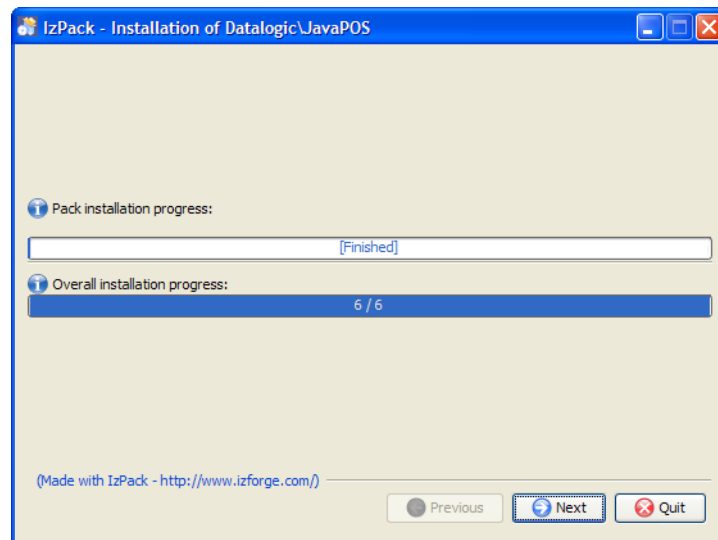 IzPack - Installation of Datalogic\JavaPOS
Pack installation progress:
[Finished]
Overall installation progress:
6 / 6
(Made with IzPack - http://www.izforge.com/)
Previous
Next
Quit